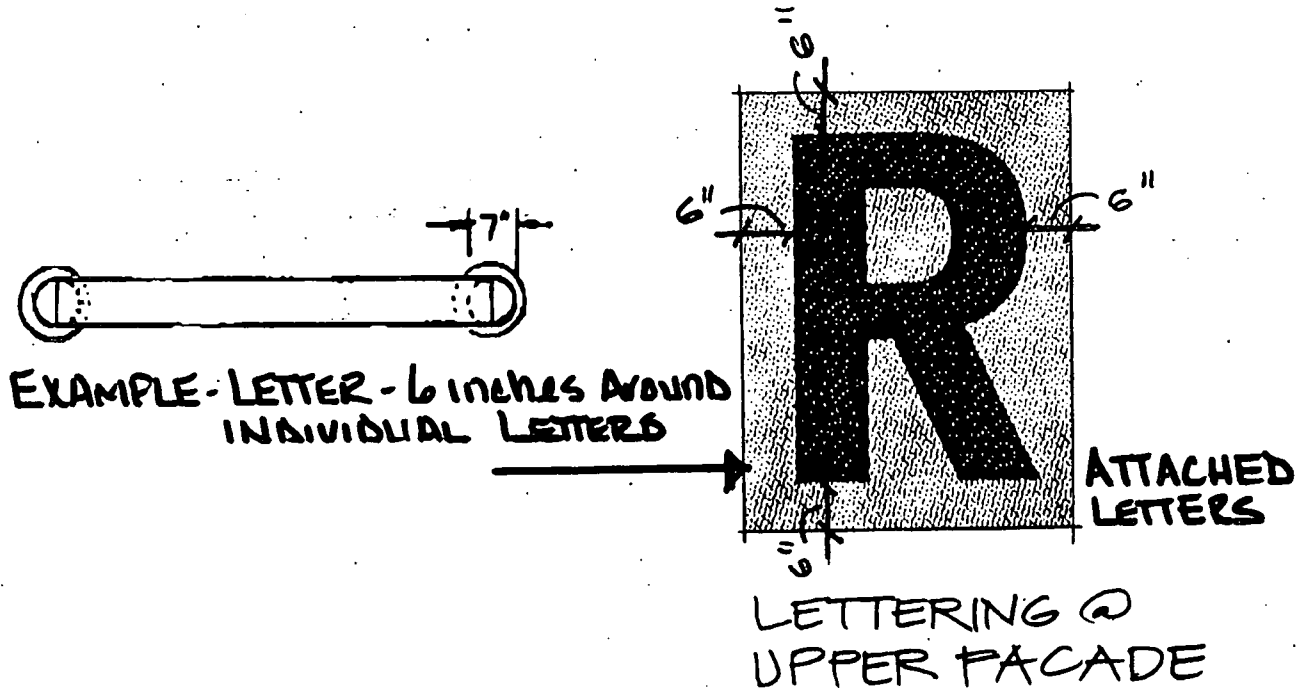 6"
7"
6"
R
6"
EXAMPLE - LETTER - 6 inches AROUND
INDIVIDUAL LETTERS
ATTACHED
LETTERS
6"
LETTERING @
UPPER FACADE